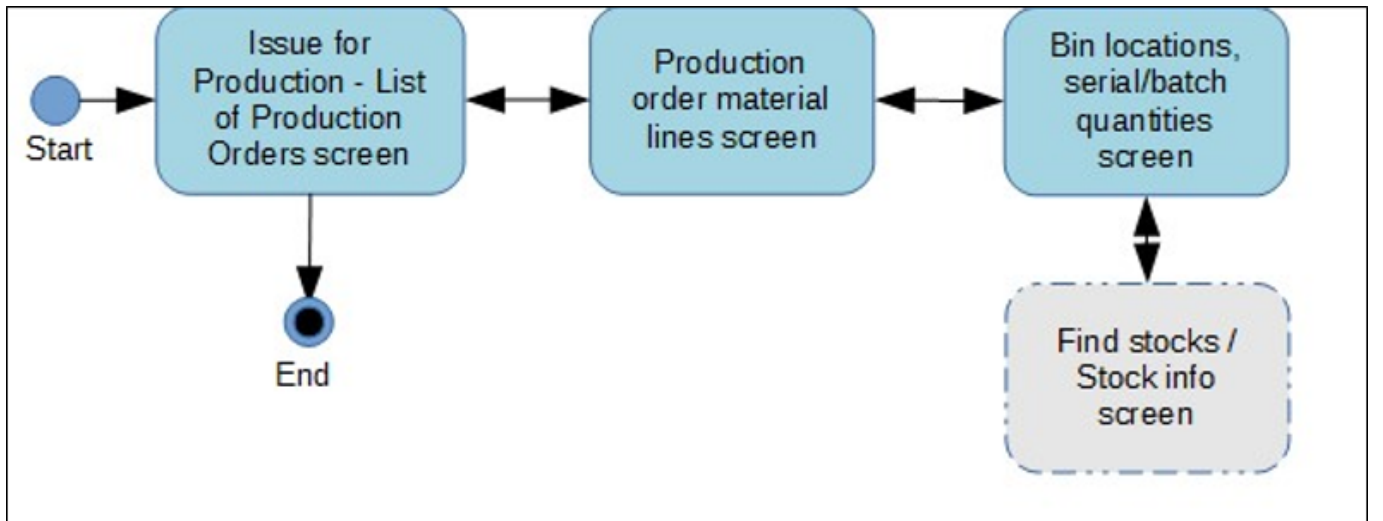 Start
Issue for
Production - List
of Production
Orders screen
Production
order material
lines screen
Bin locations,
serial/batch
quantities
screen
End
Find stocks /
Stock info
screen